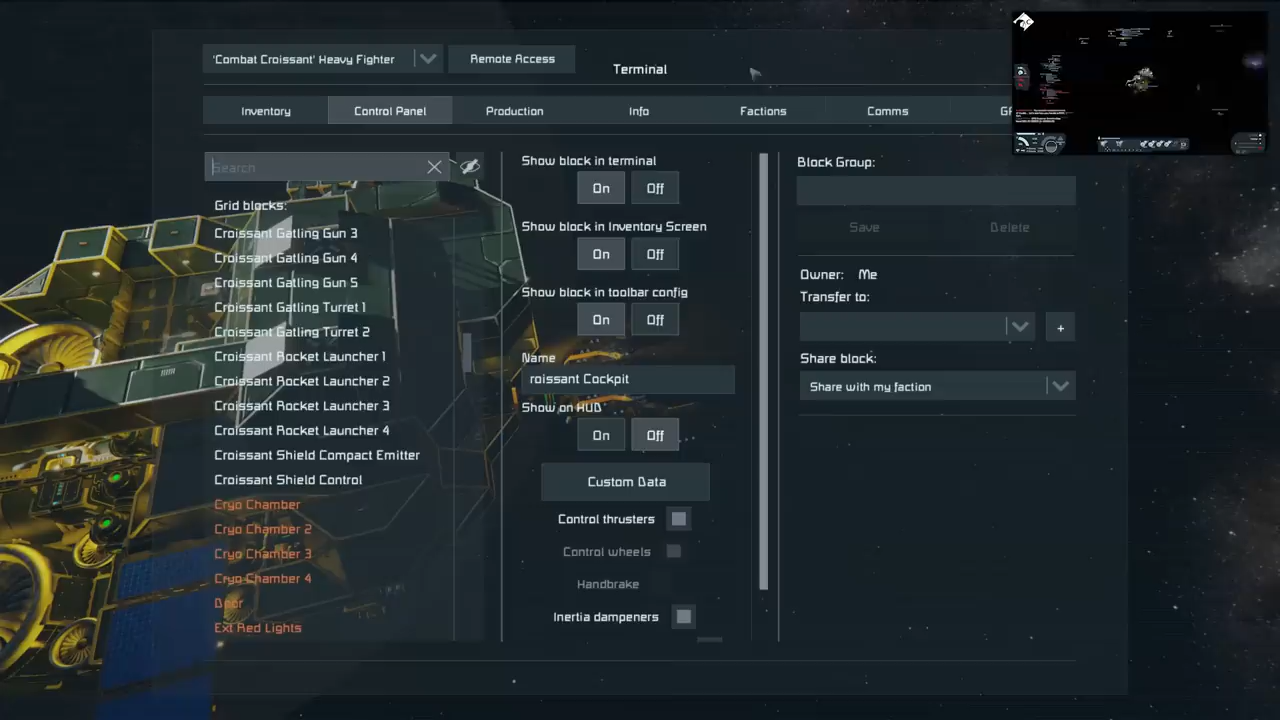 'Combat Croissant' Heavy Fighter
Remote Access
Terminal
Inventory
Control Panel
Production
Info
Factions
Comms
Search
Grid blocks:
Croissant Gatling Gun 3
Croissant Gatling Gun 4
Croissant Gatling Gun 5
Croissant Gatling Turret 1
Croissant Gatling Turret 2
Croissant Rocket Launcher 1
Croissant Rocket Launcher 2
Croissant Rocket Launcher 3
Croissant Rocket Launcher 4
Croissant Shield Compact Emitter
Croissant Shield Control
Cryo Chamber
Cryo Chamber 2
Cryo Chamber 3
Cryo Chamber 4
Door
Ext Red Lights
Show block in terminal
On Off
Show block in Inventory Screen
On Off
Show block in toolbar config
On Off
Name
roissant Cockpit
Show on HUD
On Off
Custom Data
Control thrusters
Control wheels
Handbrake
Inertia dampeners
Block Group:
Save Delete
Owner: Me
Transfer to:
+
Share block:
Share with my faction